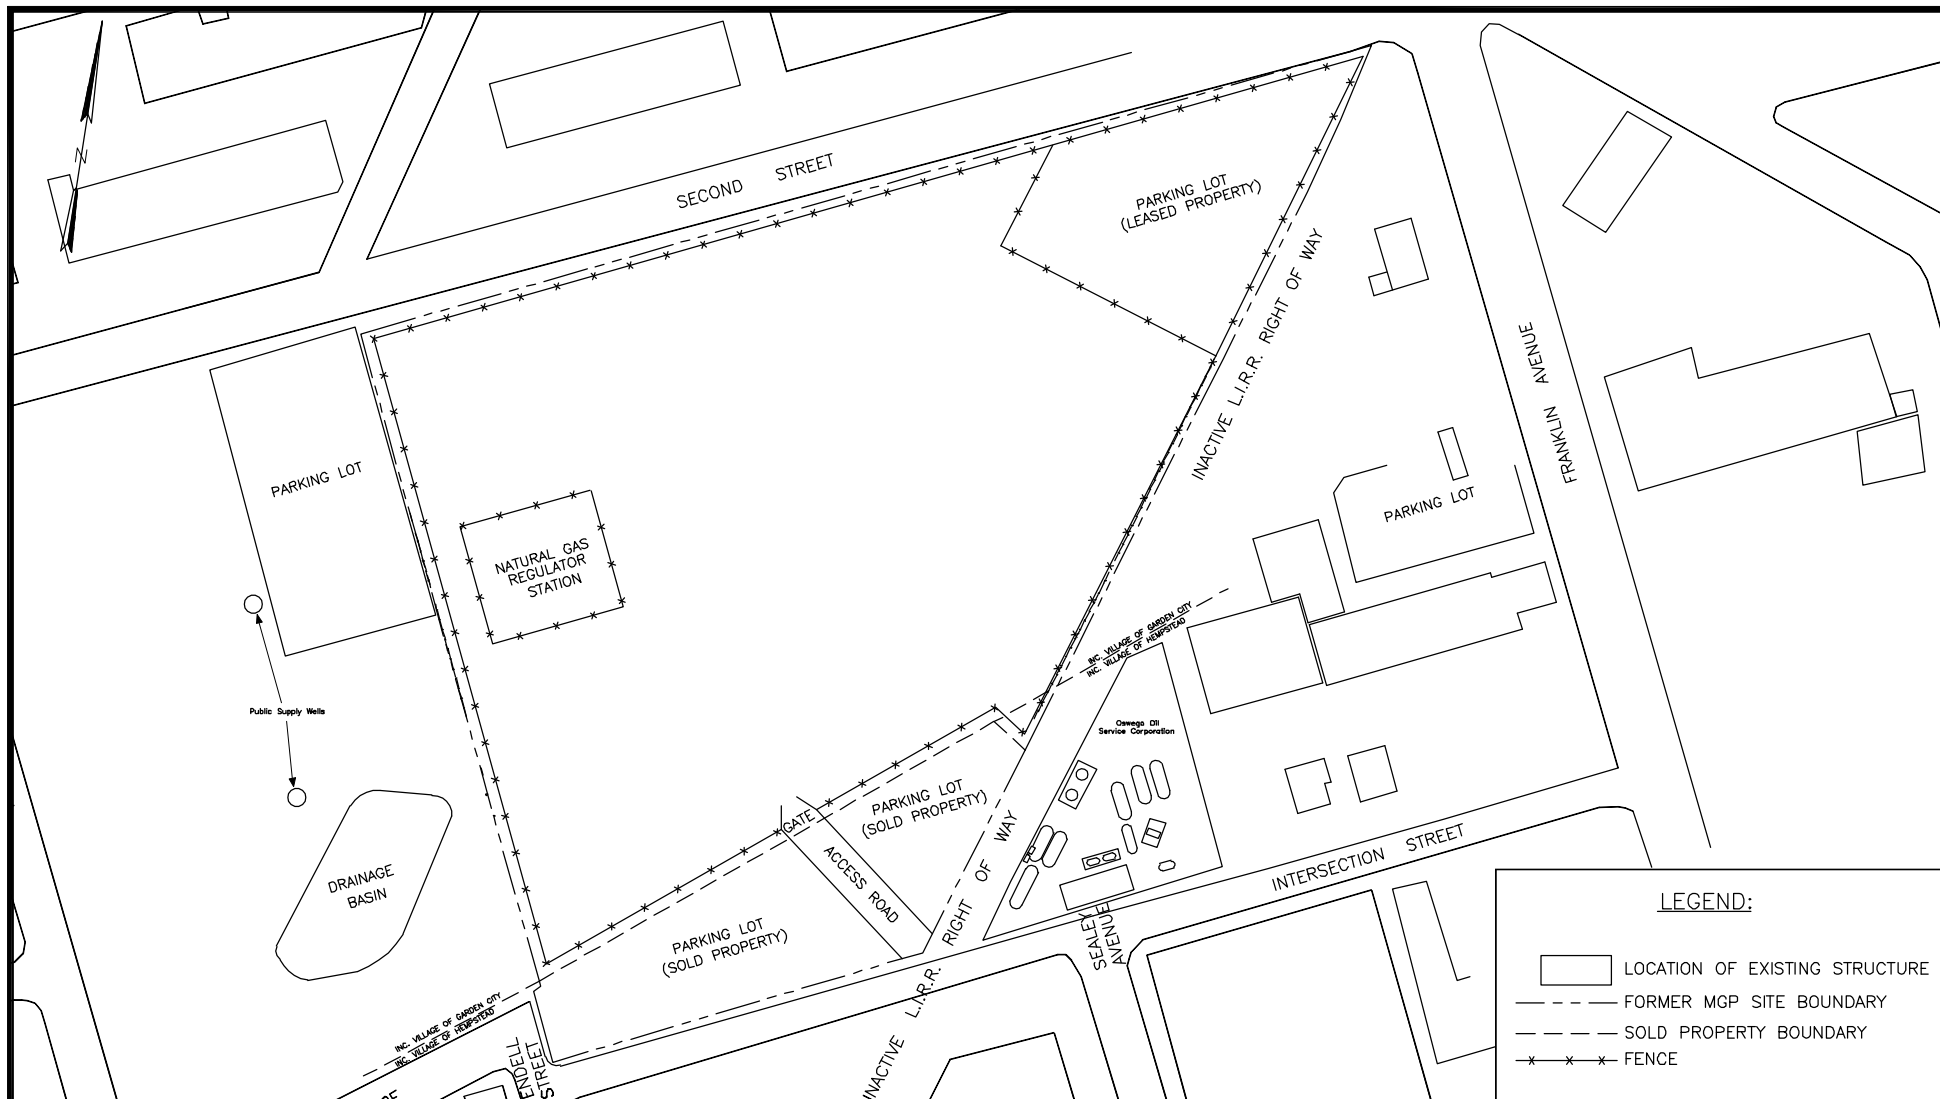 N
SECOND STREET
PARKING LOT
(LEASED PROPERTY)
INACTIVE L.I.R.R. RIGHT OF WAY
FRANKLIN AVENUE
PARKING LOT
NATURAL GAS
REGULATOR
STATION
PARKING LOT
INC. VILLAGE OF GARDEN CITY
INC. VILLAGE OF HEMPSTEAD
Public Supply Wells
Oswego Oil
Service Corporation
PARKING LOT
(SOLD PROPERTY)
GATE
ACCESS ROAD
DRAINAGE
BASIN
PARKING LOT
(SOLD PROPERTY)
INTERSECTION STREET
SEALEY
AVENUE
INACTIVE L.I.R.R. RIGHT OF WAY
INC. VILLAGE OF GARDEN CITY
INC. VILLAGE OF HEMPSTEAD
ENDELL
STREET
OF
LEGEND:
LOCATION OF EXISTING STRUCTURE
FORMER MGP SITE BOUNDARY
SOLD PROPERTY BOUNDARY
FENCE